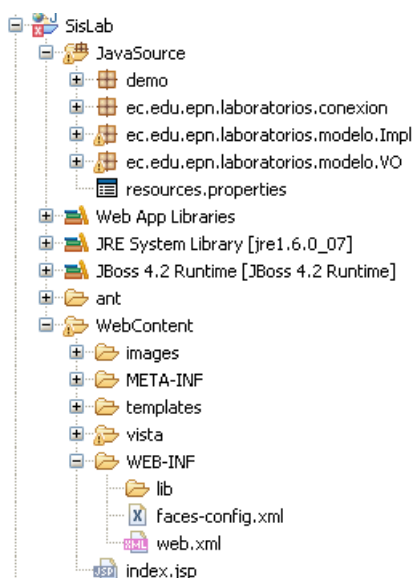 SisLab
JavaSource
demo
ec.edu.epn.laboratorios.conexion
ec.edu.epn.laboratorios.modelo.Impl
ec.edu.epn.laboratorios.modelo.VO
resources.properties
Web App Libraries
JRE System Library [jre1.6.0_07]
JBoss 4.2 Runtime [JBoss 4.2 Runtime]
ant
WebContent
images
META-INF
templates
vista
WEB-INF
lib
faces-config.xml
web.xml
index.jsp